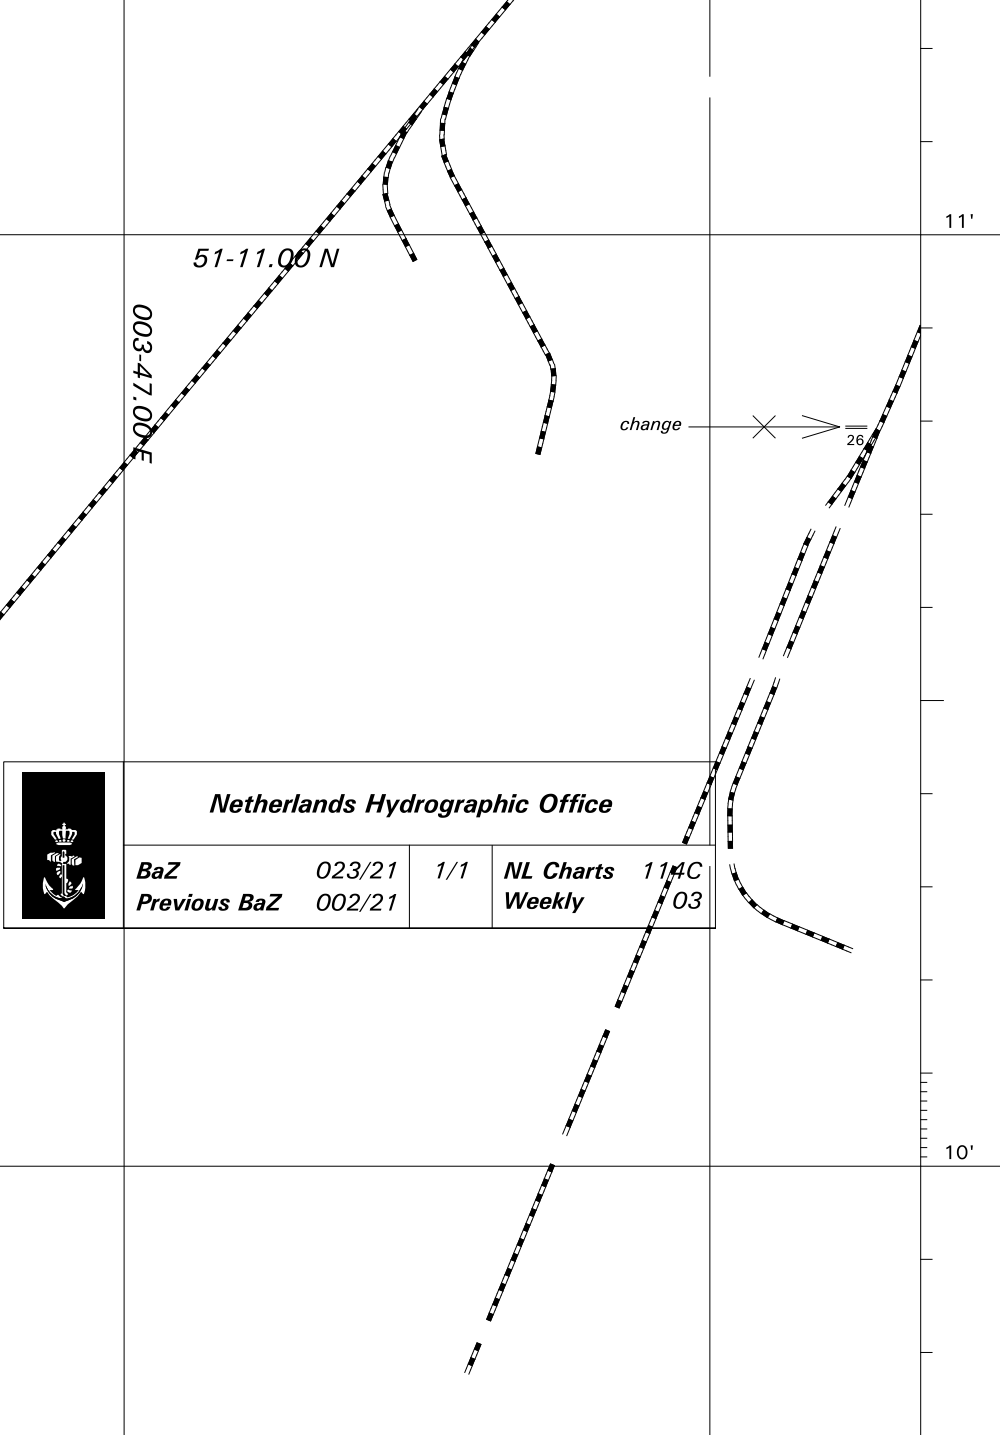 11'
51-11.00 N
003-47.00 E
change
26
Netherlands Hydrographic Office
BaZ 023/21 1/1 NL Charts 114C
Previous BaZ 002/21 Weekly 03
10'